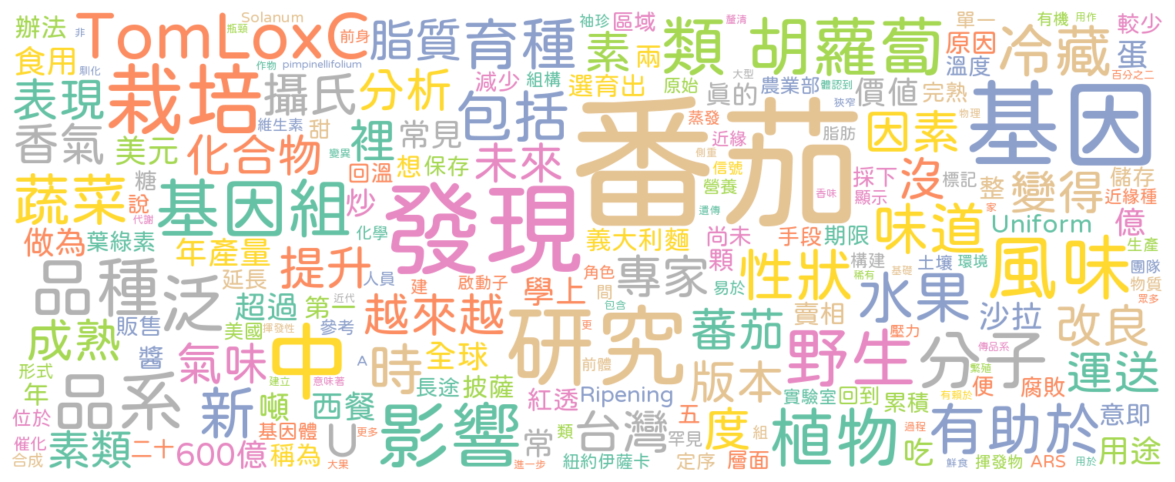 辦法 TomLoxC 瓶頸 Solanum 前身 脂質 育種 袖珍 區域 素 兩 類 胡蘿蔔 單一 有機 用作 較少
食用 非 馴化 作物 pimpinellifolium 減少 組構 選育出 原始 農業部 體認到 原因 溫度 冷藏 蛋 百分之二
表現 栽培 攝氏 分析 包括 大型 狹窄 真的 價值 完熟 物理 基因
香氣 美元 維生素 甜 化合物 變異 裡 常見 想 保存 回溫 未來 番茄 蒸發 近緣 側重 脂肪 因素
蔬菜 糖 說 代謝 基因組 炒 化學 發現 信號 營養 遺傳 香味 採下 顯示 沒 標記 整 變得 儲存 近緣種
做為 葉綠素 年產量 義大利麵 尚未 手段 期限 味道 家 Uniform 億 生產
品種 泛 延長 提升 人員 建 啟動子 角色 學上 間 專家 顆 易於 構建 性狀 稀有 土壤 基礎 環境 風味 團隊 物質 眾多
成熟 販售 超過 第一 近代 美國 揮發性 參考 越來越 包含 更 研究 蕃茄 賣相 水果 沙拉 改良
形式 醬 氣味 中 A 時 全球 前體 野生 壓力 分子 傳品系 運送
年 品系 新 噸 建立 意味著 西餐 長途 披薩 紅透 Ripening 版本 實驗室 回到 累積 繁殖 有賴於 便 腐敗
位於 基因體 更多 U 影響 五 類 台灣 罕見 度 組 植物 過程 有助於 意即
催化 合成 素類 二十 600億 稱為 大果 進一步 常 紐約伊薩卡 定序 層面 吃 鮮食 揮發物 ARS 用於 用途